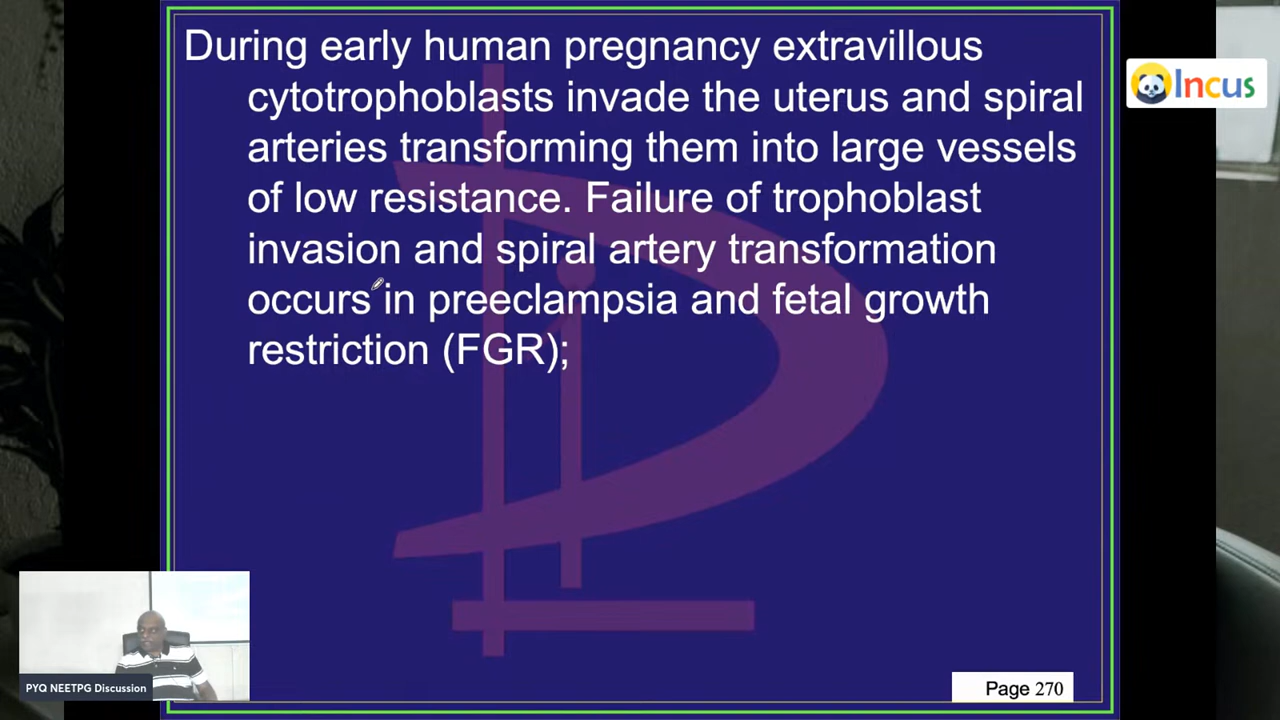 During early human pregnancy extravillous
cytotrophoblasts invade the uterus and spiral
arteries transforming them into large vessels
of low resistance. Failure of trophoblast
invasion and spiral artery transformation
occurs in preeclampsia and fetal growth
restriction (FGR);
Incus
PYQ NEETPG Discussion
Page 270